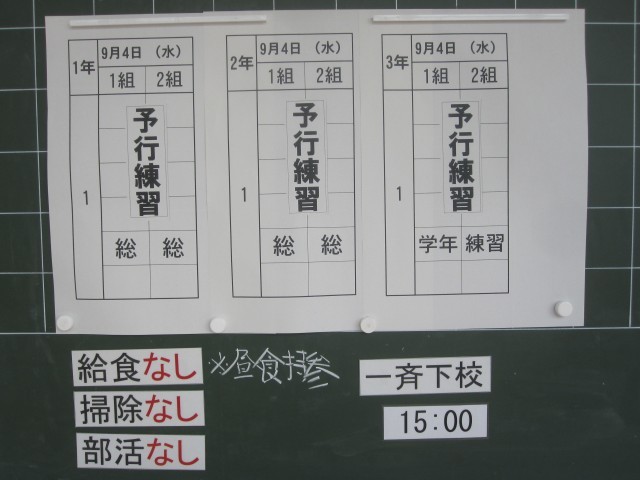 1年 9月4日 (水)
1組 2組
1
予行練習
総 総
2年 9月4日 (水)
1組 2組
1
予行練習
総 総
3年 9月4日 (水)
1組 2組
1
予行練習
学年 練習
給食なし
※昼食持参
掃除なし
部活なし
一斉下校
15:00